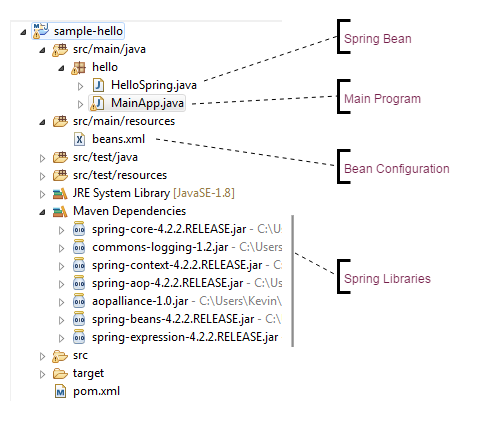 sample-hello
src/main/java
Spring Bean
hello
HelloSpring.java
MainApp.java
Main Program
src/main/resources
beans.xml
src/test/java
Bean Configuration
src/test/resources
JRE System Library [JavaSE-1.8]
Maven Dependencies
spring-core-4.2.2.RELEASE.jar - C:\U
commons-logging-1.2.jar - C:\Users
spring-context-4.2.2.RELEASE.jar - C
spring-aop-4.2.2.RELEASE.jar - C:\U
Spring Libraries
aopalliance-1.0.jar - C:\Users\Kevin\
spring-beans-4.2.2.RELEASE.jar - C:\
spring-expression-4.2.2.RELEASE.jar
src
target
pom.xml